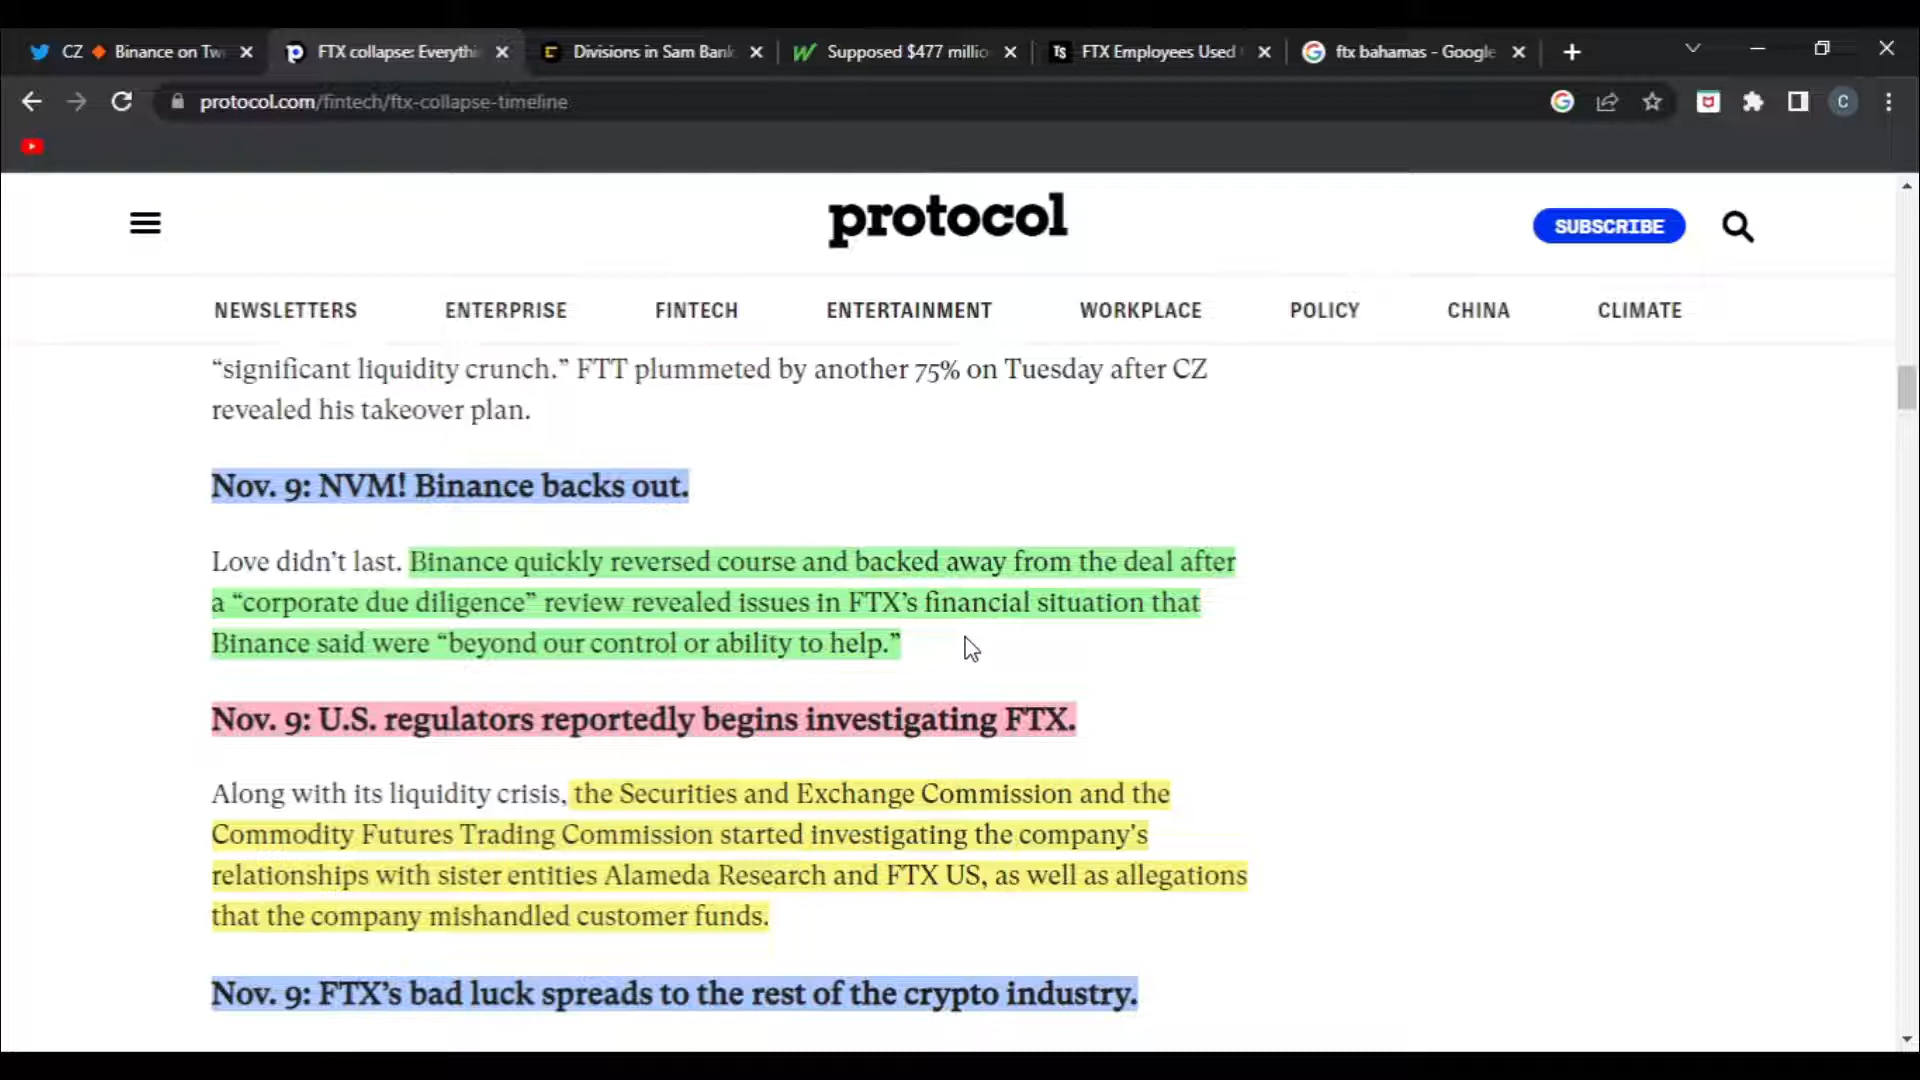 CZ 🔶 Binance on Tw
FTX collapse: Everythi
Divisions in Sam Bank
Supposed $477 millio
FTX Employees Used
ftx bahamas - Google
protocol.com/fintech/ftx-collapse-timeline
C
protocol
SUBSCRIBE
NEWSLETTERS ENTERPRISE FINTECH ENTERTAINMENT WORKPLACE POLICY CHINA CLIMATE
“significant liquidity crunch.” FTT plummeted by another 75% on Tuesday after CZ
revealed his takeover plan.
Nov. 9: NVM! Binance backs out.
Love didn’t last. Binance quickly reversed course and backed away from the deal after
a “corporate due diligence” review revealed issues in FTX’s financial situation that
Binance said were “beyond our control or ability to help.”
Nov. 9: U.S. regulators reportedly begins investigating FTX.
Along with its liquidity crisis, the Securities and Exchange Commission and the
Commodity Futures Trading Commission started investigating the company’s
relationships with sister entities Alameda Research and FTX US, as well as allegations
that the company mishandled customer funds.
Nov. 9: FTX’s bad luck spreads to the rest of the crypto industry.